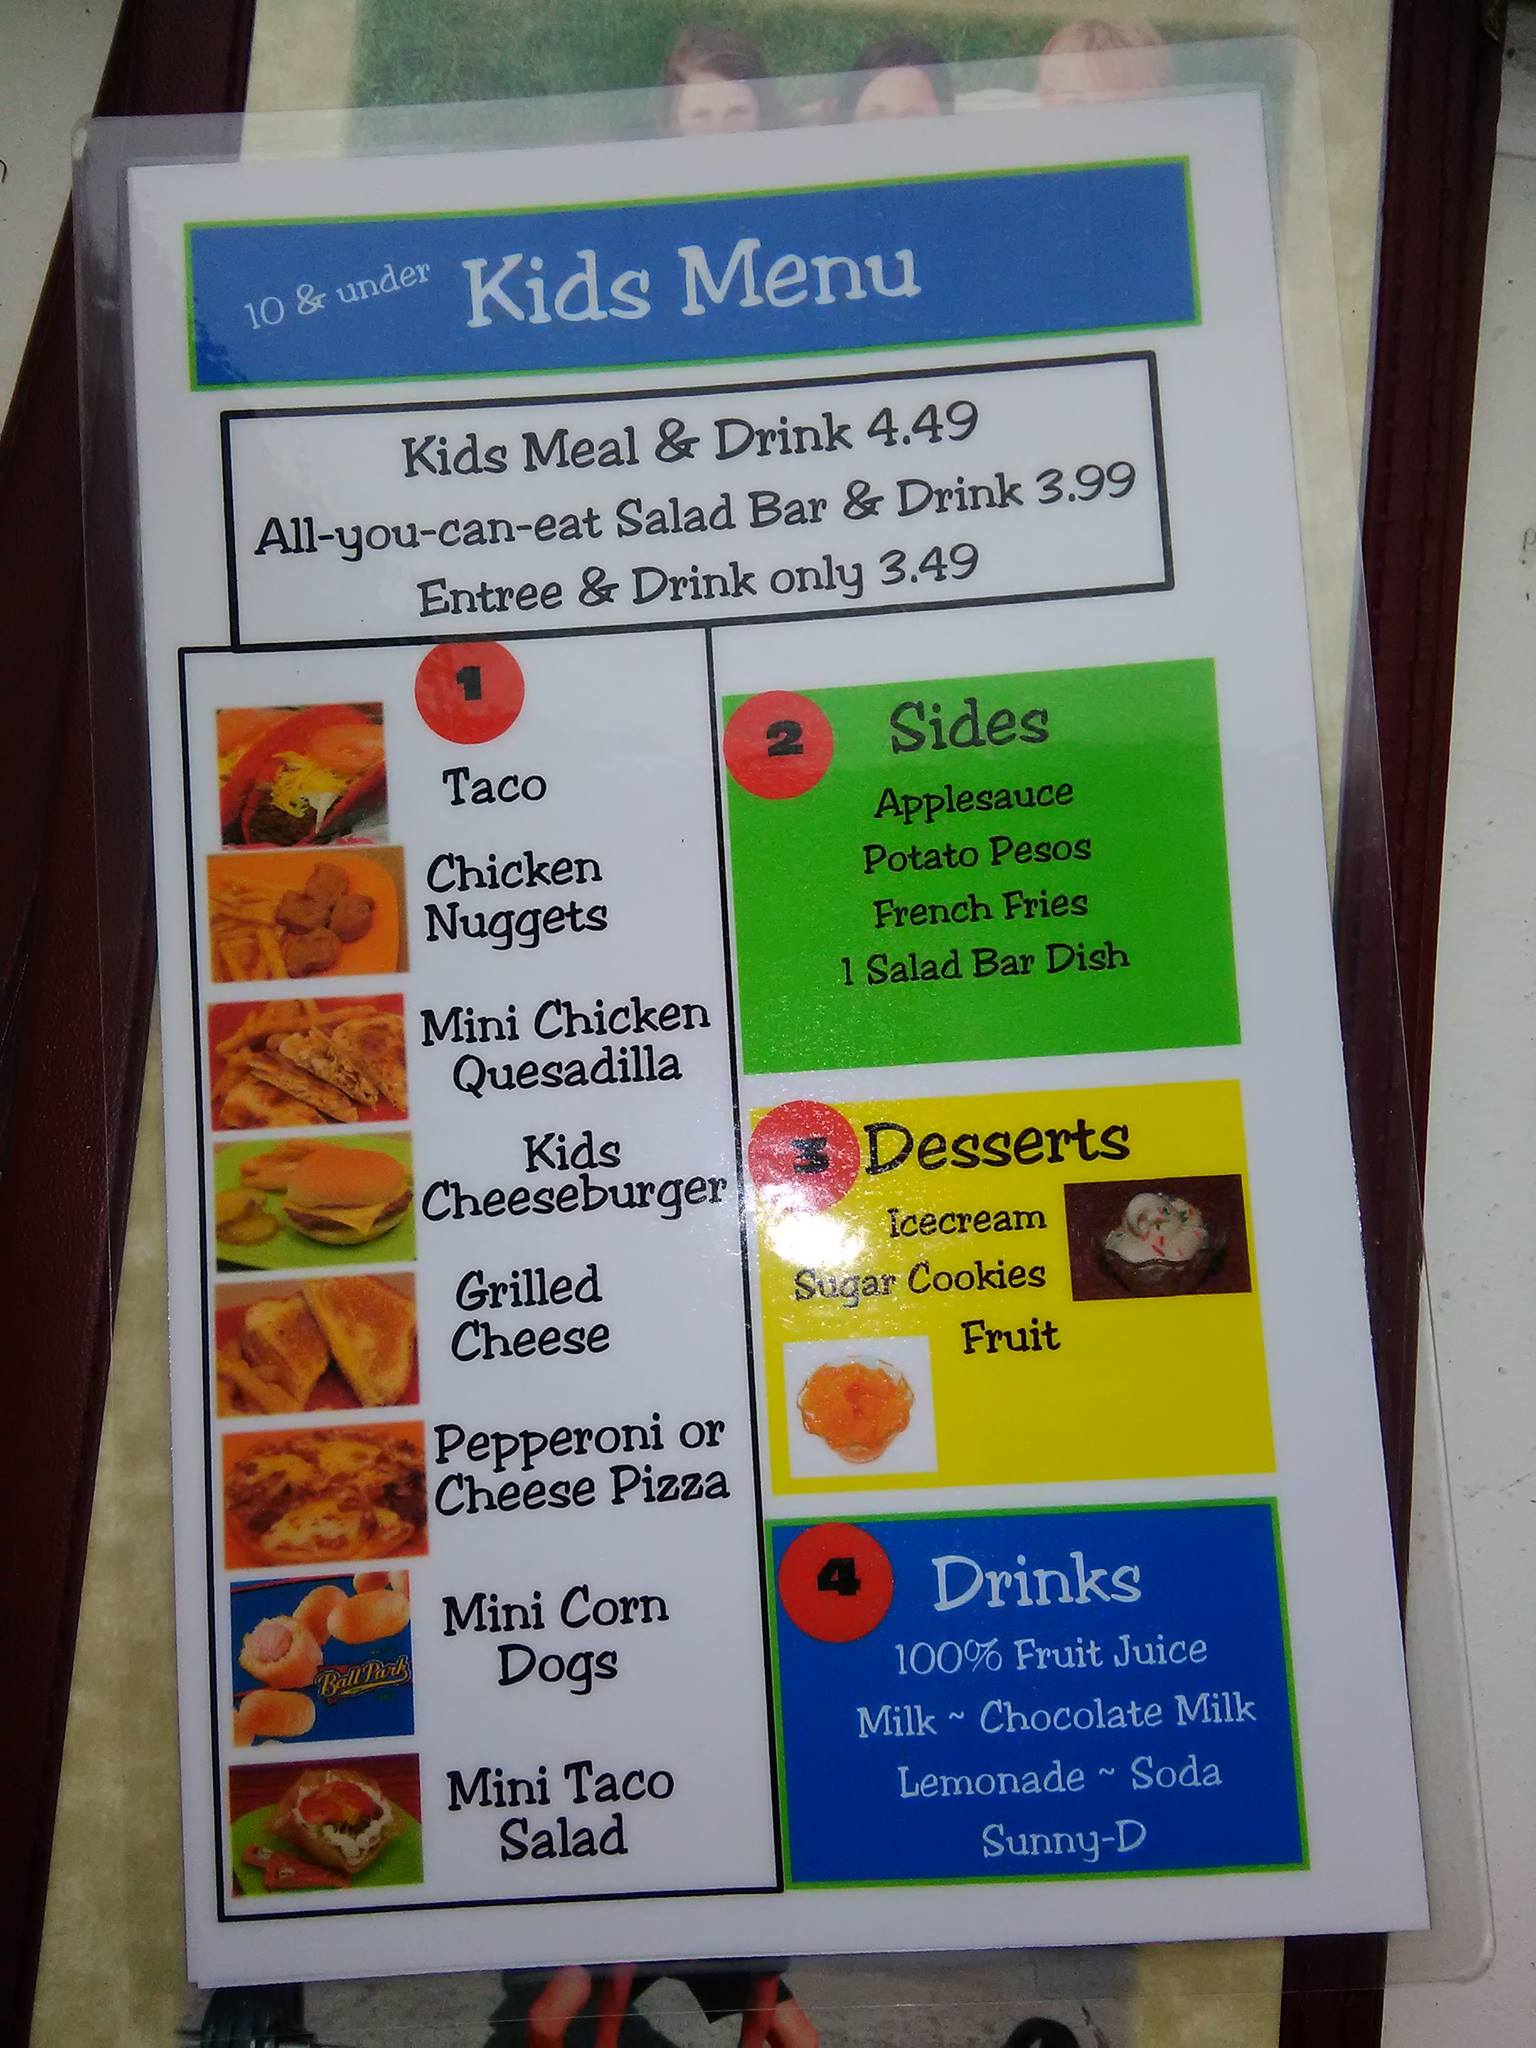 10 & under Kids Menu
Kids Meal & Drink 4.49
All-you-can-eat Salad Bar & Drink 3.99
Entree & Drink only 3.49
1
Taco
Chicken
Nuggets
Mini Chicken
Quesadilla
Kids
Cheeseburger
Grilled
Cheese
Pepperoni or
Cheese Pizza
Ball Park
Mini Corn
Dogs
Mini Taco
Salad
2 Sides
Applesauce
Potato Pesos
French Fries
1 Salad Bar Dish
3 Desserts
Icecream
Sugar Cookies
Fruit
4 Drinks
100% Fruit Juice
Milk ~ Chocolate Milk
Lemonade ~ Soda
Sunny-D